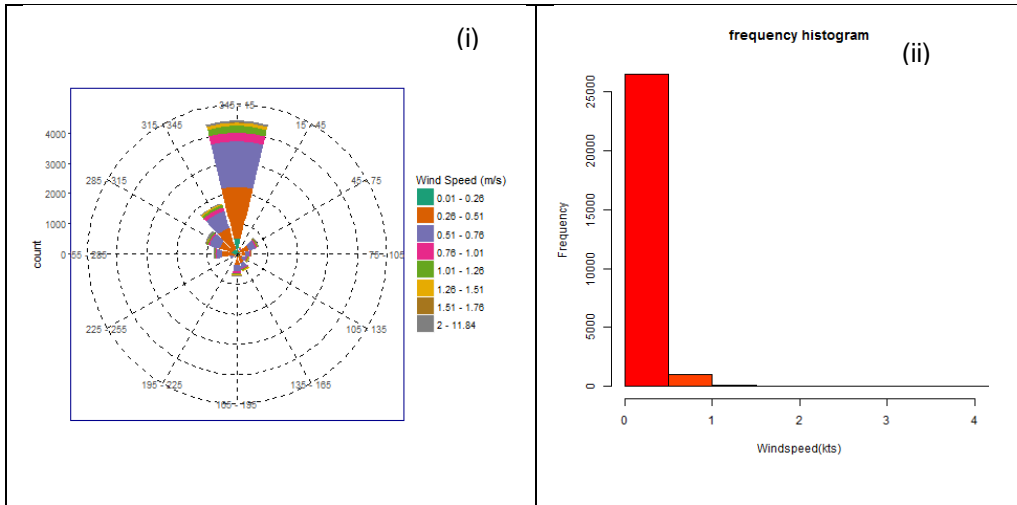 (i)
345 - 15
315 - 345
15 - 45
4000
285 - 315
45 - 75
3000
2000
1000
0
55 - 285
75 - 105
count
225 - 255
105 - 135
195 - 225
135 - 165
165 - 195
Wind Speed (m/s)
0.01 - 0.26
0.26 - 0.51
0.51 - 0.76
0.76 - 1.01
1.01 - 1.26
1.26 - 1.51
1.51 - 1.76
2 - 11.84
frequency histogram
(ii)
Frequency
25000
20000
15000
10000
5000
0
0 1 2 3 4
Windspeed(kts)